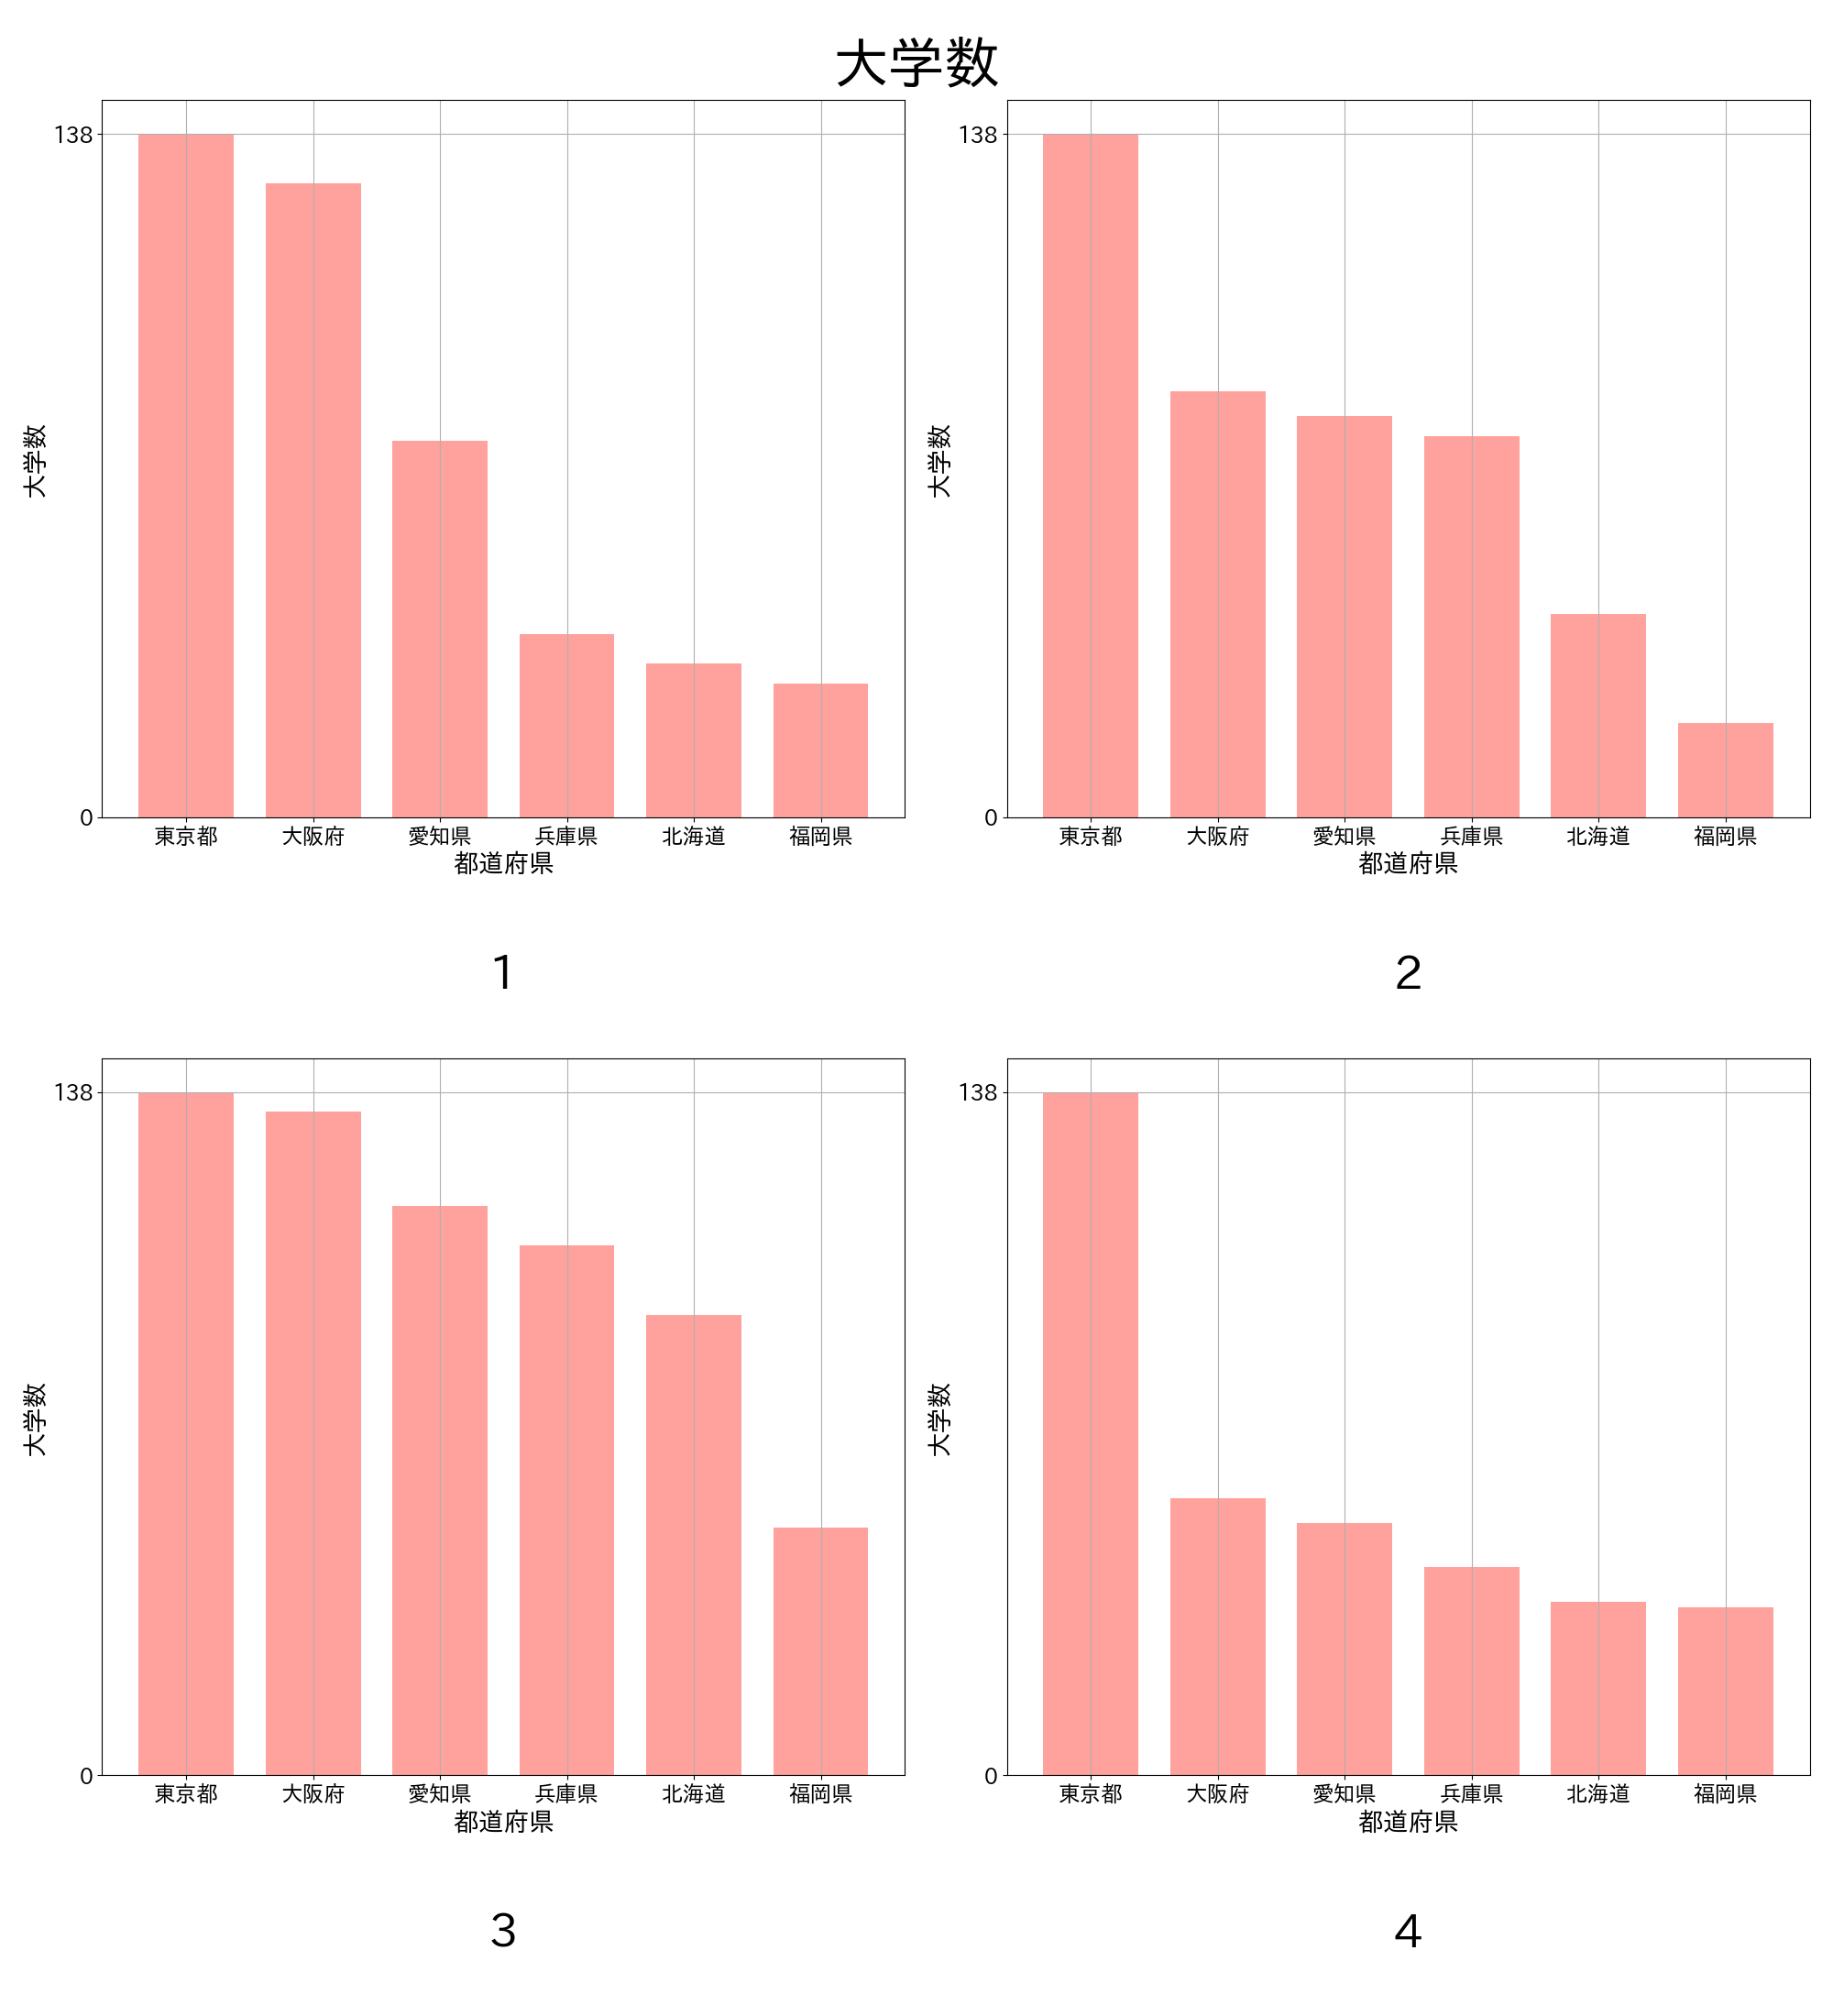 大学数
138
大学数
0
東京都 大阪府 愛知県 兵庫県 北海道 福岡県
都道府県
1
138
大学数
0
東京都 大阪府 愛知県 兵庫県 北海道 福岡県
都道府県
2
138
大学数
0
東京都 大阪府 愛知県 兵庫県 北海道 福岡県
都道府県
3
138
大学数
0
東京都 大阪府 愛知県 兵庫県 北海道 福岡県
都道府県
4